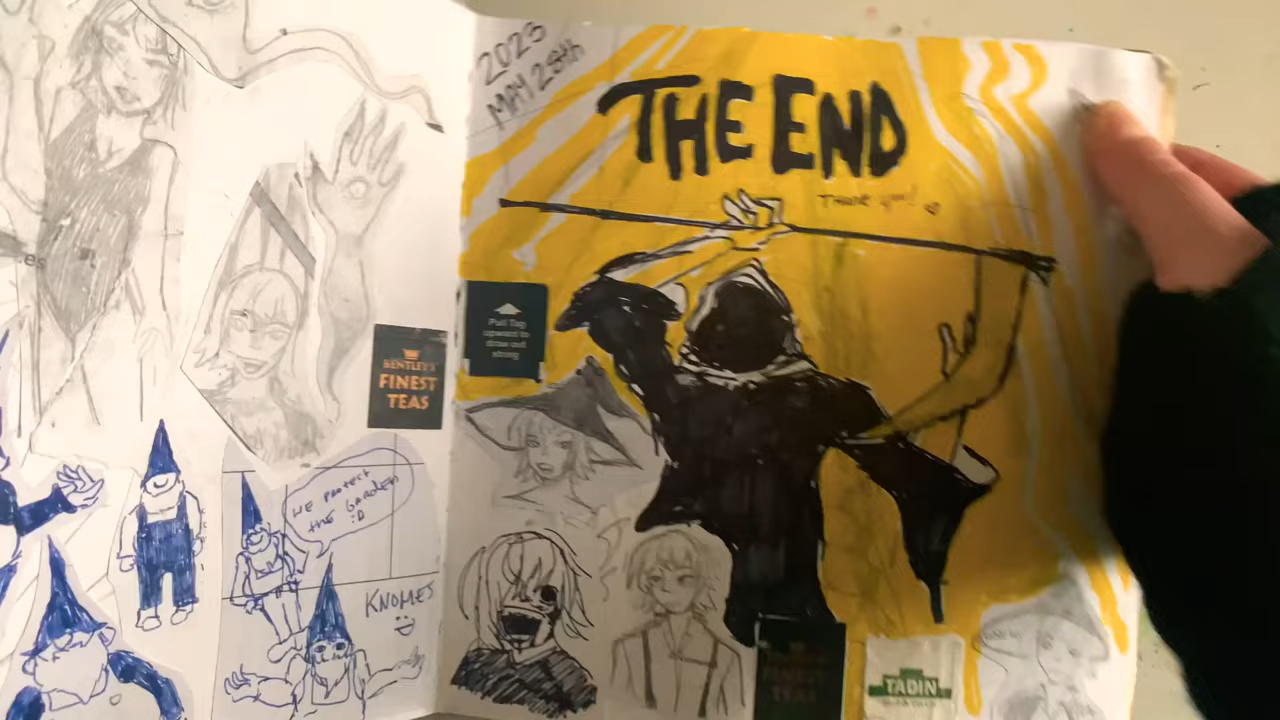 es
BENTLEY'S
FINEST
TEAS
WE PROTECT
THE GARDEN
:D
KNOMES
2023
MAY 28th
THE END
THANK YOU!
Pull Tag
upward to
draw out
string
FINEST
TEAS
TADIN